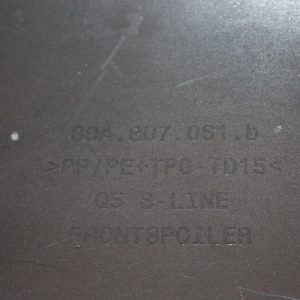 80A.807.061.b
>PP/PE+TPO-TD15<
Q5 S-LINE
FRONTSPOILER